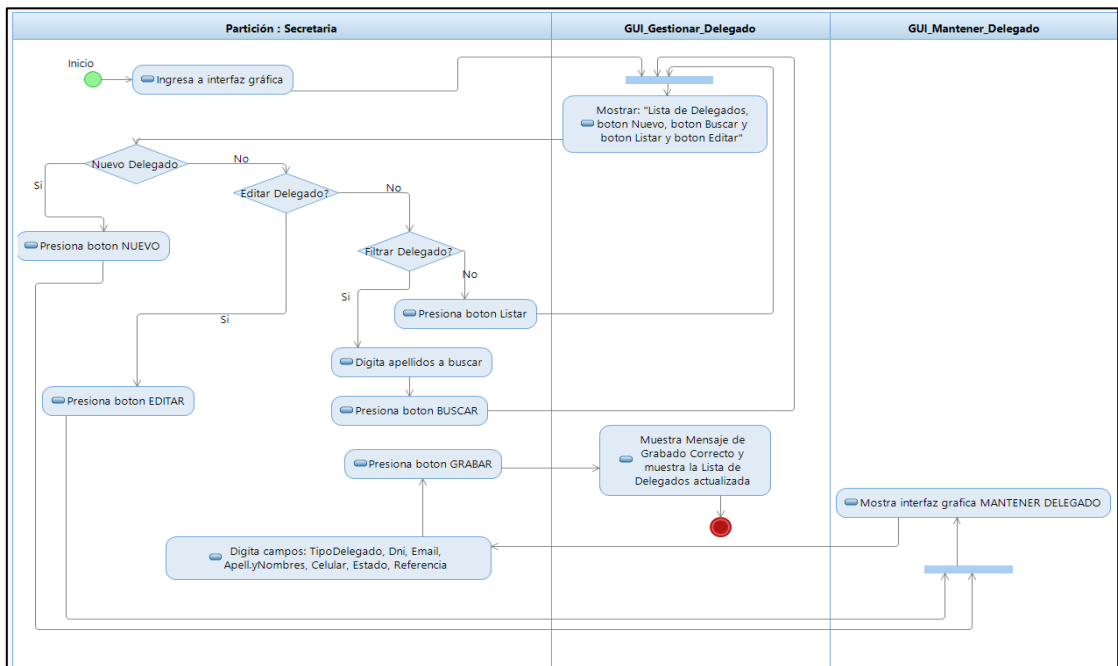 Partición : Secretaria
GUI_Gestionar_Delegado
GUI_Mantener_Delegado
Inicio
Ingresa a interfaz gráfica
Mostrar: "Lista de Delegados,
boton Nuevo, boton Buscar y
boton Listar y boton Editar"
Nuevo Delegado
No
Si
Editar Delegado?
No
Presiona boton NUEVO
Filtrar Delegado?
No
Si
Si
Presiona boton Listar
Digita apellidos a buscar
Presiona boton EDITAR
Presiona boton BUSCAR
Muestra Mensaje de
Grabado Correcto y
muestra la Lista de
Delegados actualizada
Presiona boton GRABAR
Mostra interfaz grafica MANTENER DELEGADO
Digita campos: TipoDelegado, Dni, Email,
Apell.yNombres, Celular, Estado, Referencia